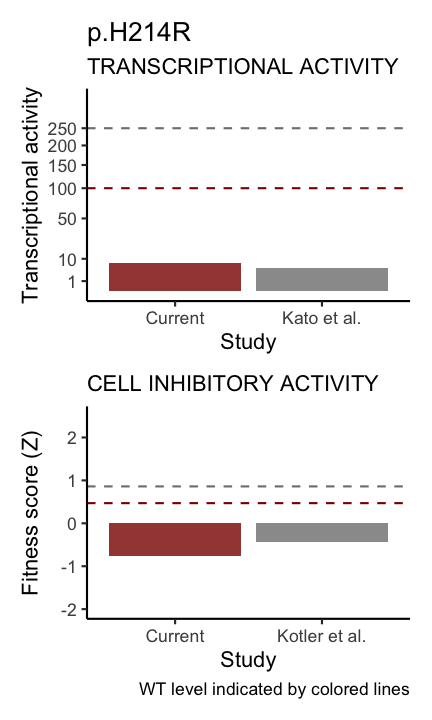 p.H214R
TRANSCRIPTIONAL ACTIVITY
Transcriptional activity
250
200
150
100
50
10
1
Current
Kato et al.
Study
CELL INHIBITORY ACTIVITY
Fitness score (Z)
2
1
0
-1
-2
Current
Kotler et al.
Study
WT level indicated by colored lines